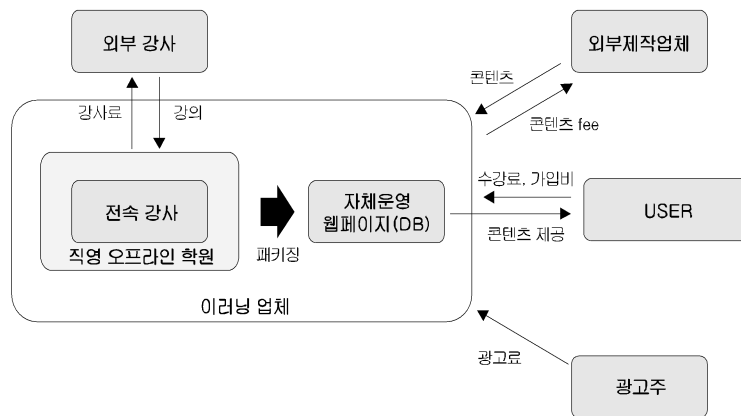 외부 강사
외부제작업체
콘텐츠
강사료
강의
콘텐츠 fee
전속 강사
직영 오프라인 학원
패키징
자체운영
웹페이지(DB)
수강료, 가입비
콘텐츠 제공
USER
이러닝 업체
광고료
광고주